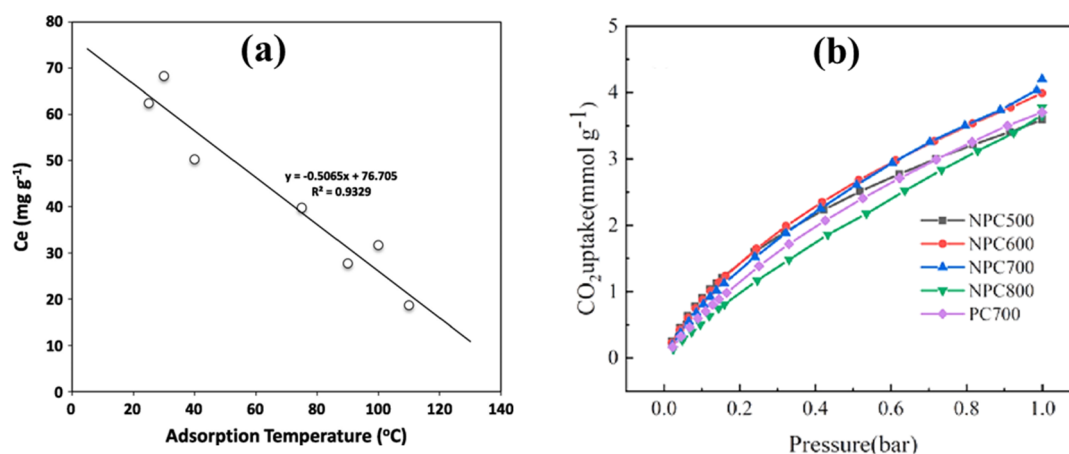 (a)
80
70
60
50
40
30
20
10
0
Ce (mg g⁻¹)
y = -0.5065x + 76.705
R² = 0.9329
0 20 40 60 80 100 120 140
Adsorption Temperature (°C)
(b)
5
4
3
2
1
0
CO₂uptake(mmol g⁻¹)
NPC500
NPC600
NPC700
NPC800
PC700
0.0 0.2 0.4 0.6 0.8 1.0
Pressure(bar)